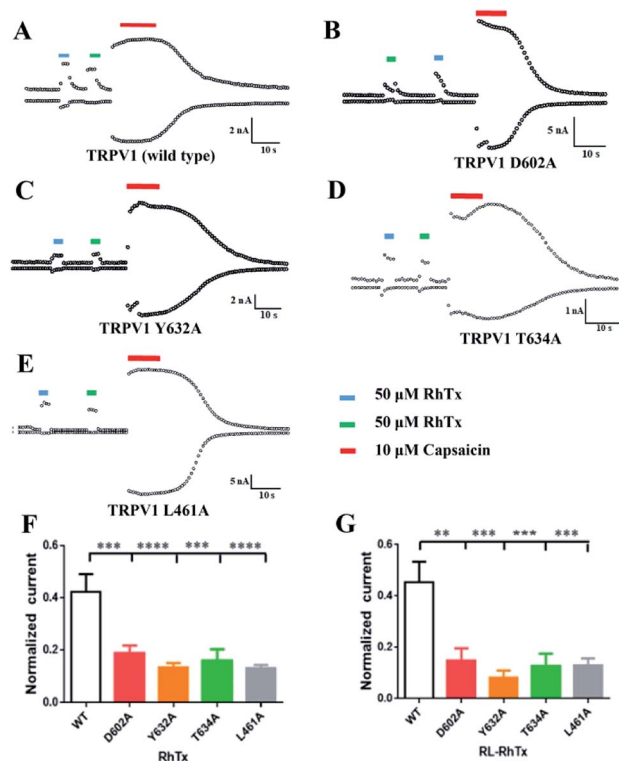 A
2 nA
10 s
TRPV1 (wild type)
B
5 nA
10 s
TRPV1 D602A
C
2 nA
10 s
TRPV1 Y632A
D
1 nA
10 s
TRPV1 T634A
E
5 nA
10 s
TRPV1 L461A
50 μM RhTx
50 μM RhTx
10 μM Capsaicin
F
*** **** *** ****
Normalized current
0.6
0.4
0.2
0.0
WT
D602A
Y632A
T634A
L461A
RhTx
G
** *** *** ***
Normalized current
0.6
0.4
0.2
0.0
WT
D602A
Y632A
T634A
L461A
RL-RhTx